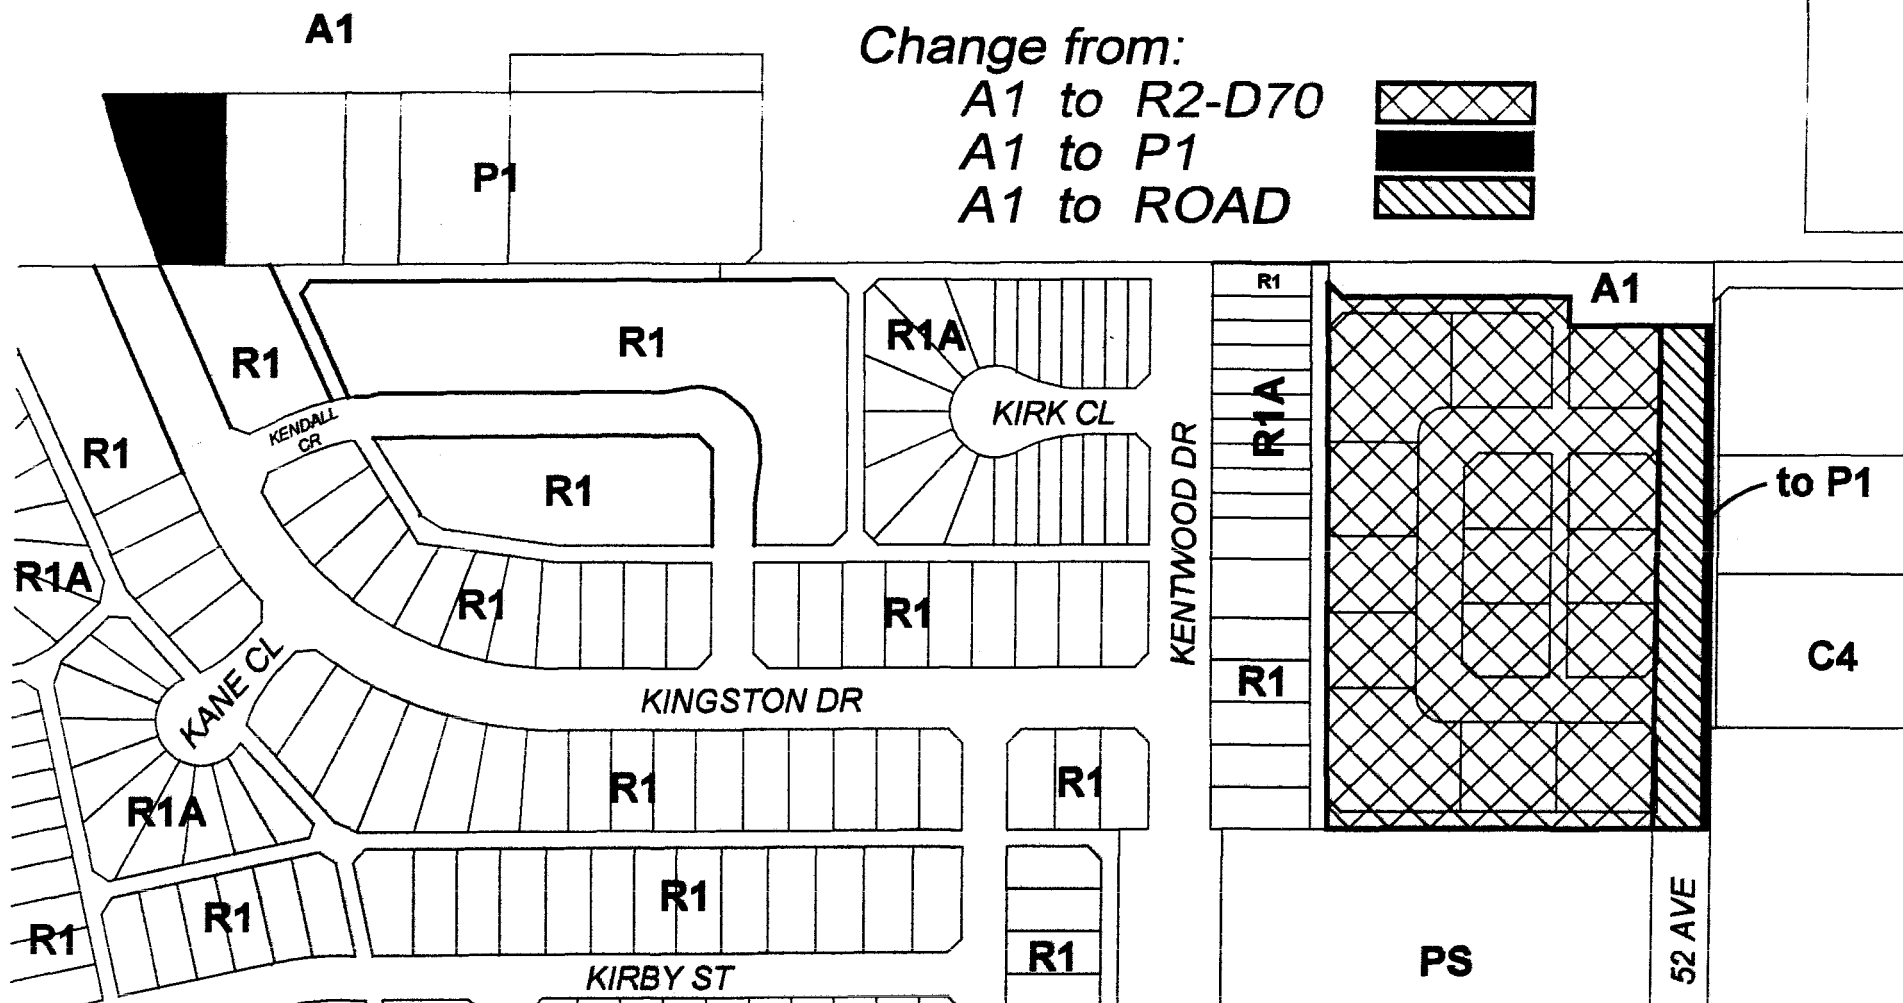 A1
Change from:
A1 to R2-D70
A1 to P1
A1 to ROAD
P1
R1
A1
R1
R1A
R1
R1A
KIRK CL
KENDALL
CR
R1
KENTWOOD DR
R1
to P1
R1A
R1
R1
C4
KANE CL
R1
KINGSTON DR
R1
R1
R1A
R1
R1
52 AVE
R1
R1
PS
KIRBY ST